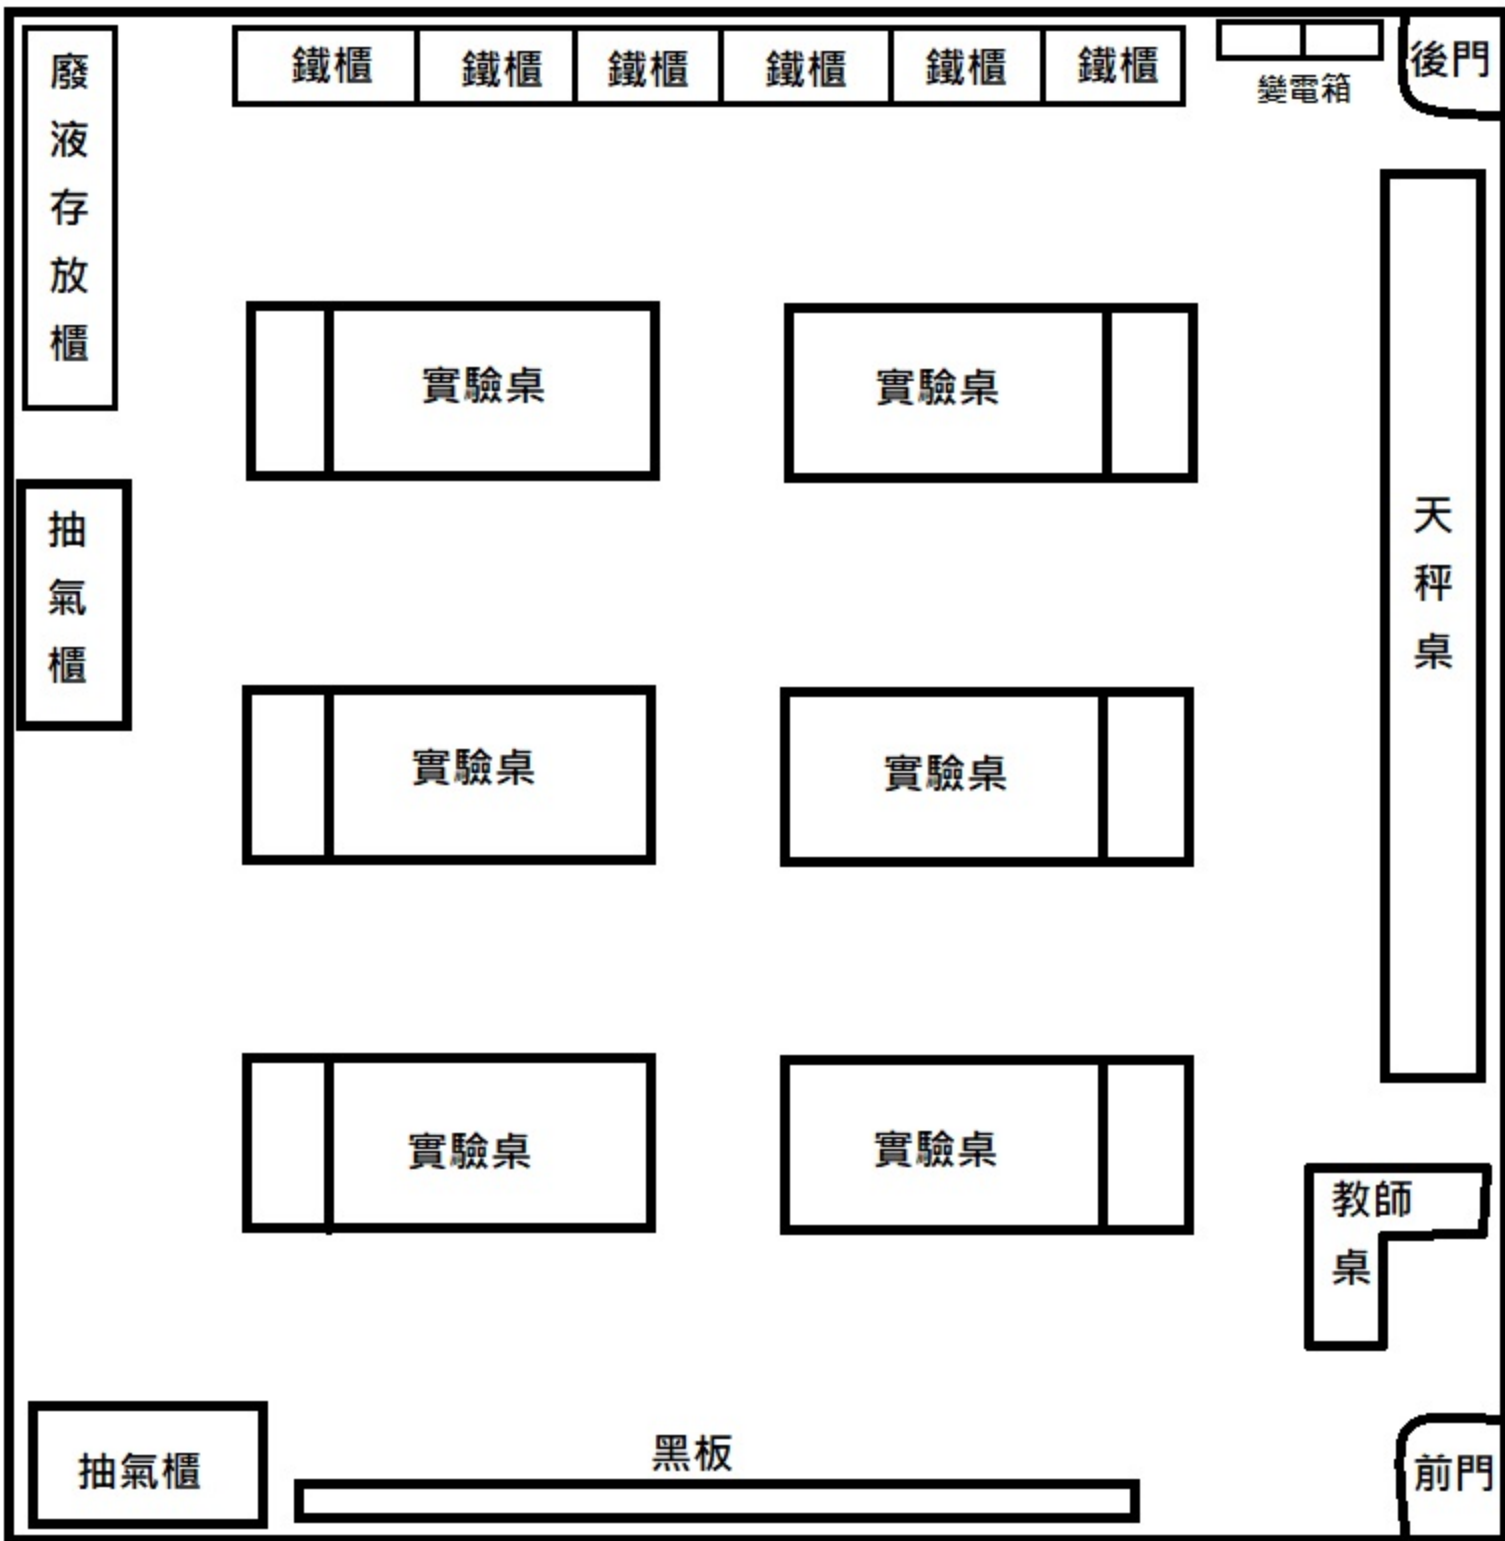 廢液存放櫃
鐵櫃 鐵櫃 鐵櫃 鐵櫃 鐵櫃 鐵櫃
變電箱
後門
實驗桌 實驗桌
抽氣櫃
天秤桌
實驗桌 實驗桌
實驗桌 實驗桌
教師
桌
抽氣櫃
黑板
前門